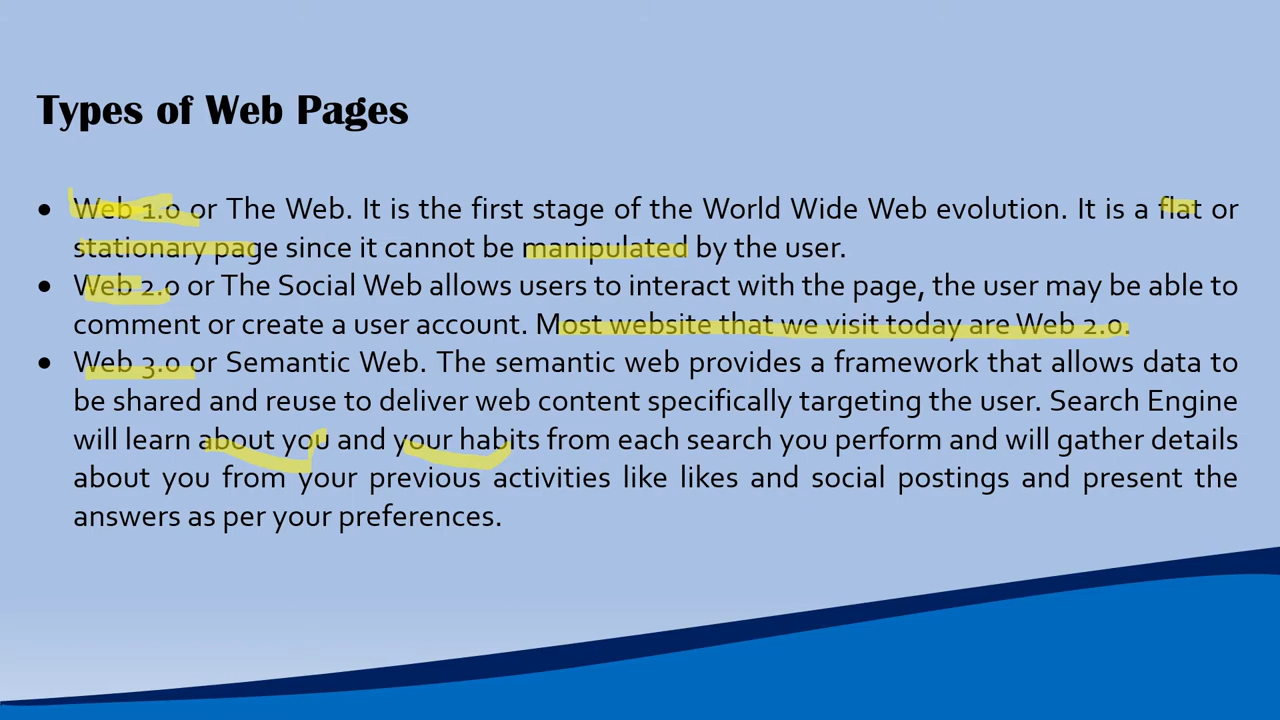 Types of Web Pages
• Web 1.0 or The Web. It is the first stage of the World Wide Web evolution. It is a flat or
stationary page since it cannot be manipulated by the user.
• Web 2.0 or The Social Web allows users to interact with the page, the user may be able to
comment or create a user account. Most website that we visit today are Web 2.0.
• Web 3.0 or Semantic Web. The semantic web provides a framework that allows data to
be shared and reuse to deliver web content specifically targeting the user. Search Engine
will learn about you and your habits from each search you perform and will gather details
about you from your previous activities like likes and social postings and present the
answers as per your preferences.